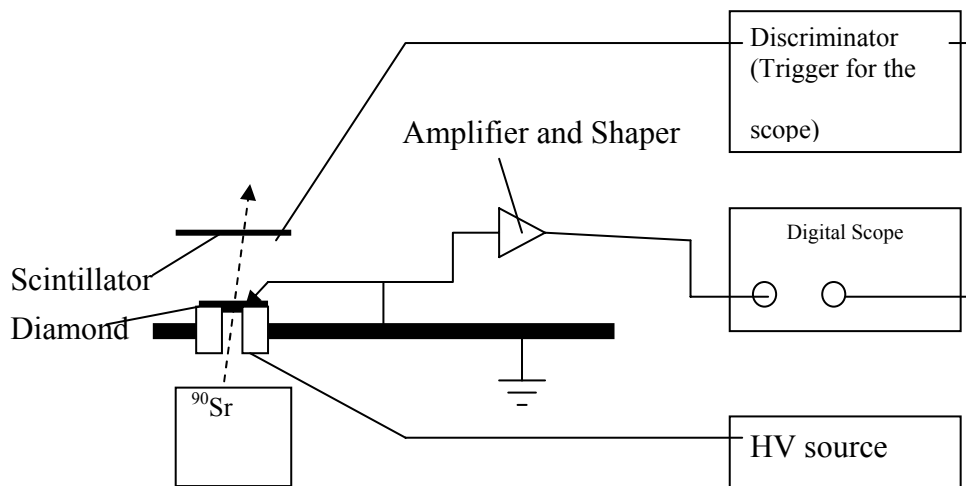 Discriminator
(Trigger for the
scope)
Amplifier and Shaper
Digital Scope
Scintillator
Diamond
⁹⁰Sr
HV source